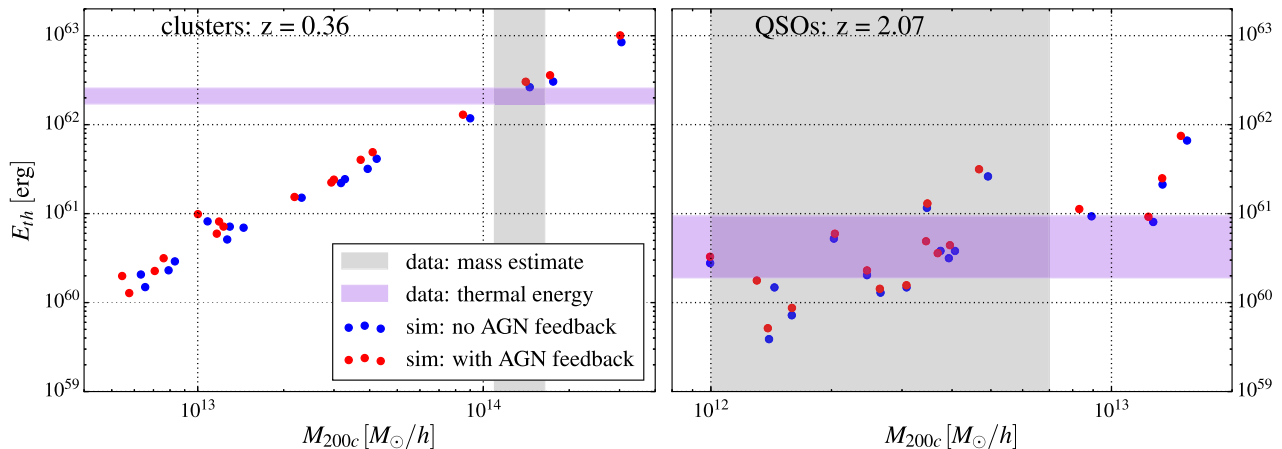 clusters: z = 0.36
QSOs: z = 2.07
10^63
10^62
10^61
10^60
10^59
E_th [erg]
data: mass estimate
data: thermal energy
sim: no AGN feedback
sim: with AGN feedback
10^63
10^62
10^61
10^60
10^59
10^13
10^14
10^12
10^13
M_200c [M_⊙/h]
M_200c [M_⊙/h]